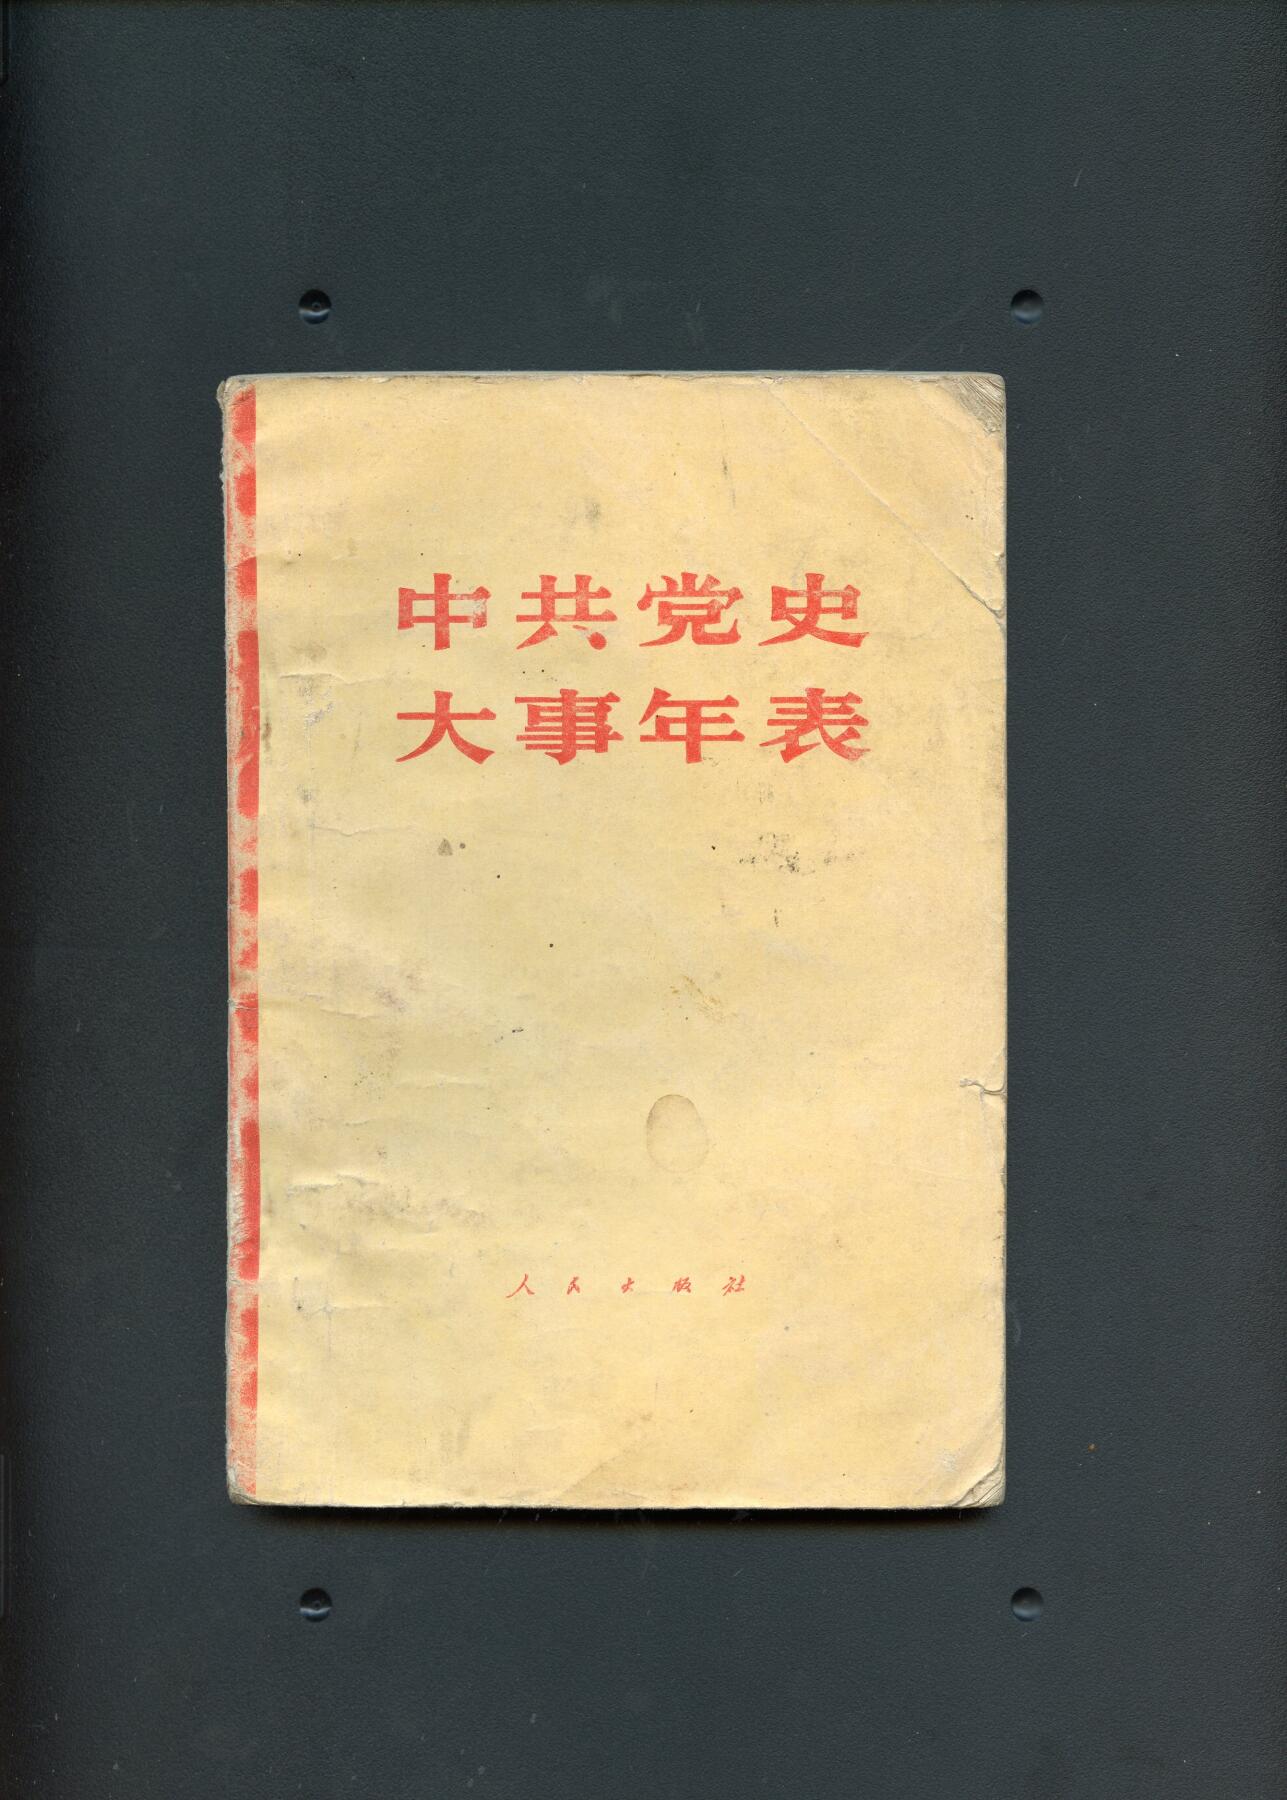 中共党史
大事年表
人民出版社